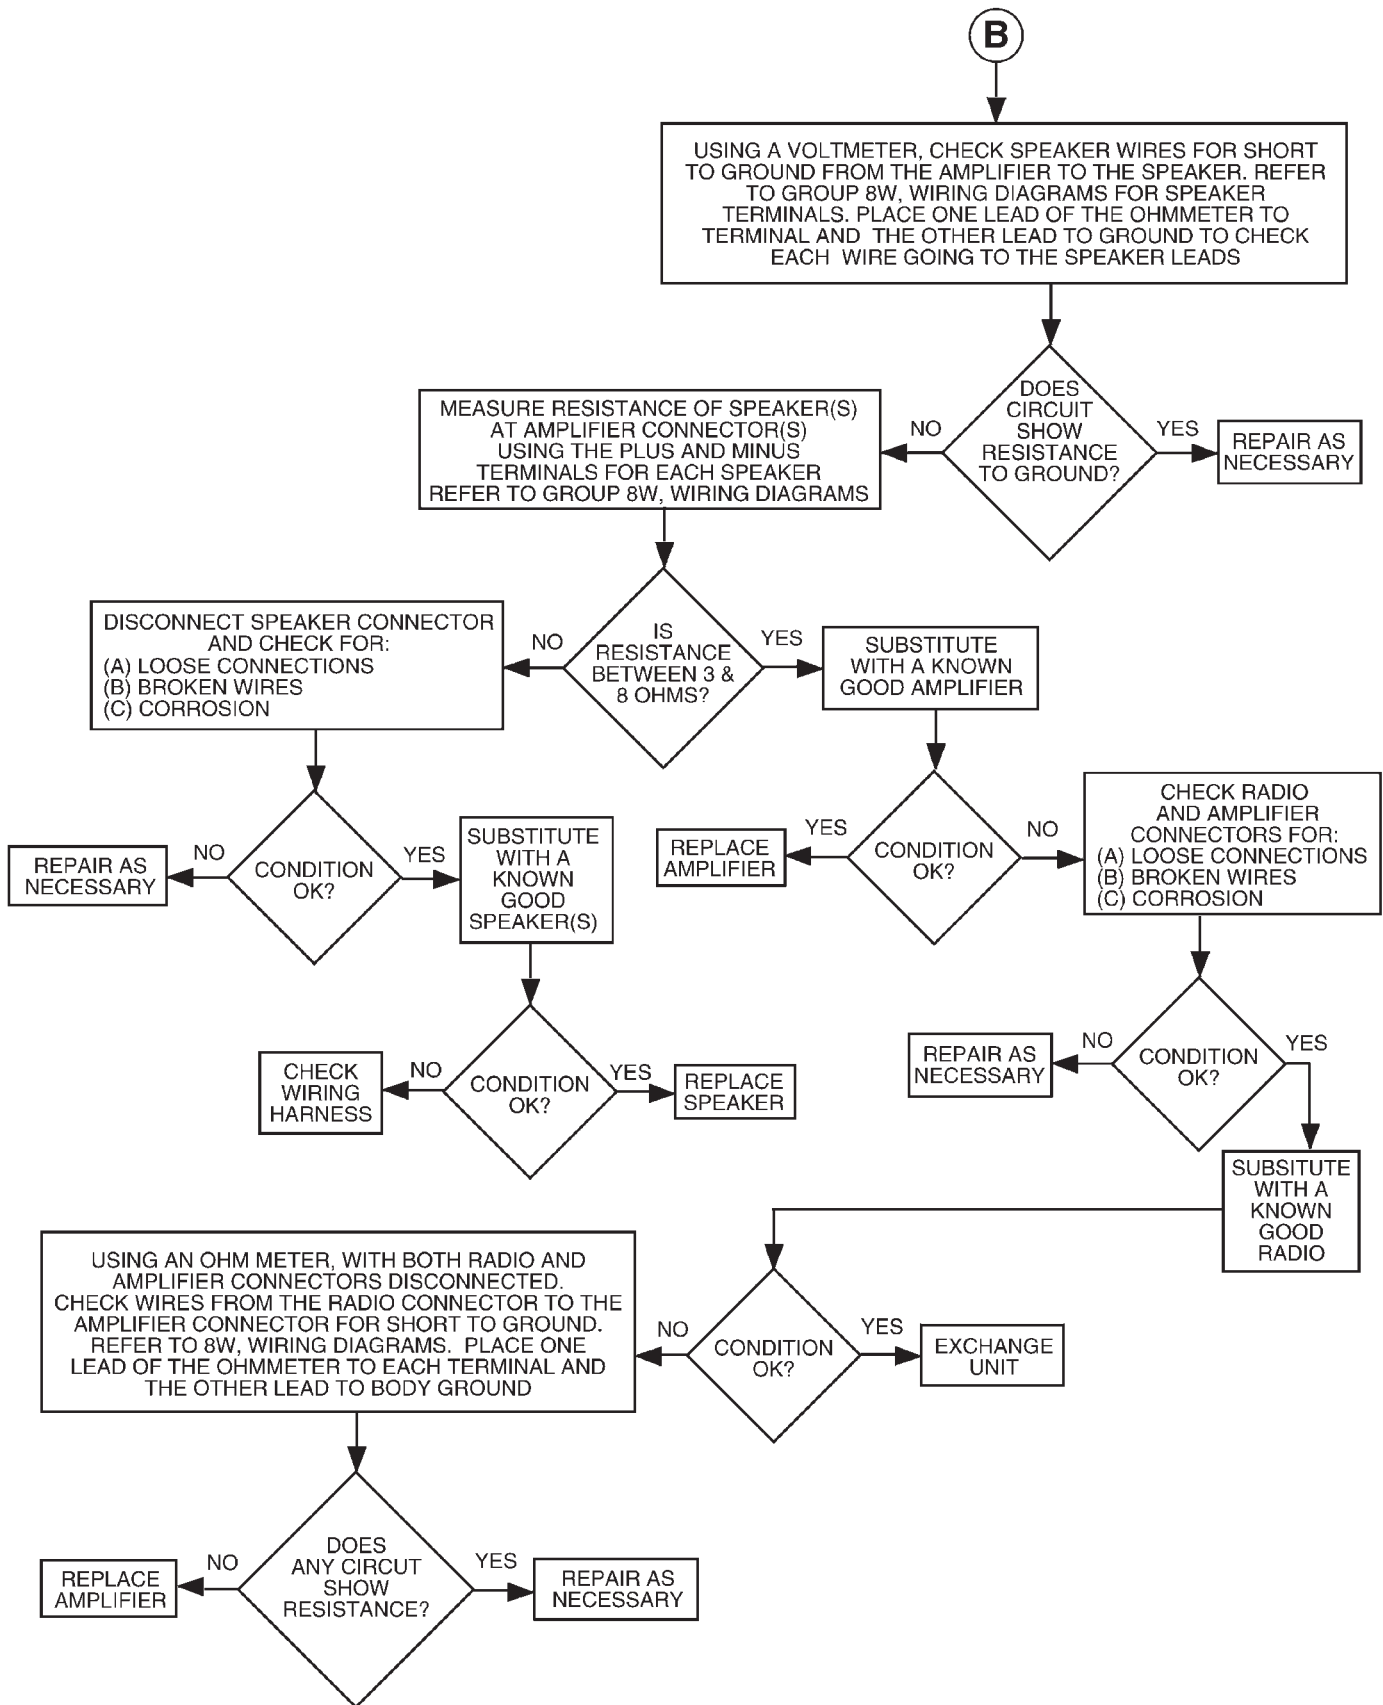 B
USING A VOLTMETER, CHECK SPEAKER WIRES FOR SHORT
TO GROUND FROM THE AMPLIFIER TO THE SPEAKER. REFER
TO GROUP 8W, WIRING DIAGRAMS FOR SPEAKER
TERMINALS. PLACE ONE LEAD OF THE OHMMETER TO
TERMINAL AND THE OTHER LEAD TO GROUND TO CHECK
EACH WIRE GOING TO THE SPEAKER LEADS
DOES
CIRCUIT
SHOW
RESISTANCE
TO GROUND?
NO
YES
REPAIR AS
NECESSARY
MEASURE RESISTANCE OF SPEAKER(S)
AT AMPLIFIER CONNECTOR(S)
USING THE PLUS AND MINUS
TERMINALS FOR EACH SPEAKER
REFER TO GROUP 8W, WIRING DIAGRAMS
IS
RESISTANCE
BETWEEN 3 &
8 OHMS?
NO
YES
DISCONNECT SPEAKER CONNECTOR
AND CHECK FOR:
(A) LOOSE CONNECTIONS
(B) BROKEN WIRES
(C) CORROSION
SUBSTITUTE
WITH A KNOWN
GOOD AMPLIFIER
CONDITION
OK?
NO
YES
REPAIR AS
NECESSARY
SUBSTITUTE
WITH A
KNOWN
GOOD
SPEAKER(S)
CONDITION
OK?
YES
NO
REPLACE
AMPLIFIER
CHECK RADIO
AND AMPLIFIER
CONNECTORS FOR:
(A) LOOSE CONNECTIONS
(B) BROKEN WIRES
(C) CORROSION
CONDITION
OK?
NO
YES
CHECK
WIRING
HARNESS
REPLACE
SPEAKER
CONDITION
OK?
NO
YES
REPAIR AS
NECESSARY
SUBSITUTE
WITH A
KNOWN
GOOD
RADIO
CONDITION
OK?
NO
YES
EXCHANGE
UNIT
USING AN OHM METER, WITH BOTH RADIO AND
AMPLIFIER CONNECTORS DISCONNECTED.
CHECK WIRES FROM THE RADIO CONNECTOR TO THE
AMPLIFIER CONNECTOR FOR SHORT TO GROUND.
REFER TO 8W, WIRING DIAGRAMS. PLACE ONE
LEAD OF THE OHMMETER TO EACH TERMINAL AND
THE OTHER LEAD TO BODY GROUND
DOES
ANY CIRCUT
SHOW
RESISTANCE?
NO
YES
REPLACE
AMPLIFIER
REPAIR AS
NECESSARY